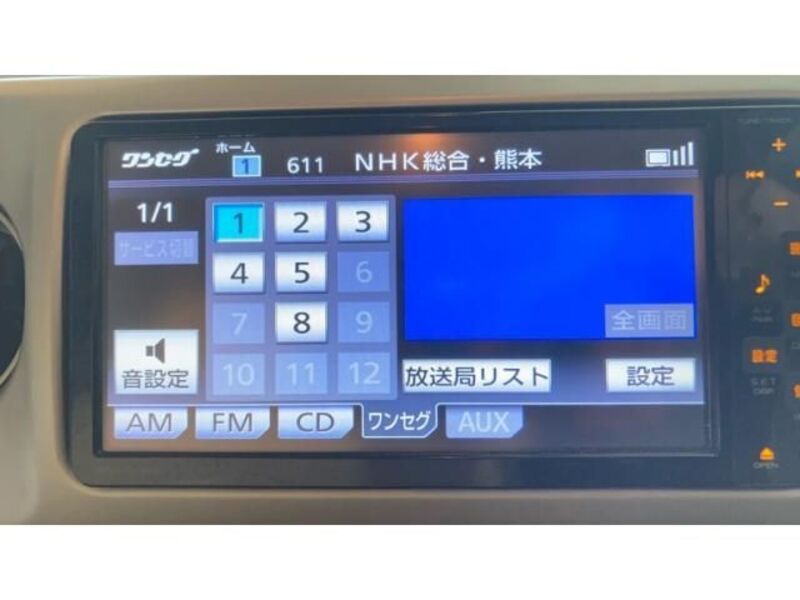 ワンセグ ホーム 1 611 NHK総合・熊本
1/1
サービス切替
1 2 3
4 5 6
7 8 9
10 11 12
全画面
音設定
放送局リスト 設定
AM FM CD ワンセグ AUX
設定
OPEN